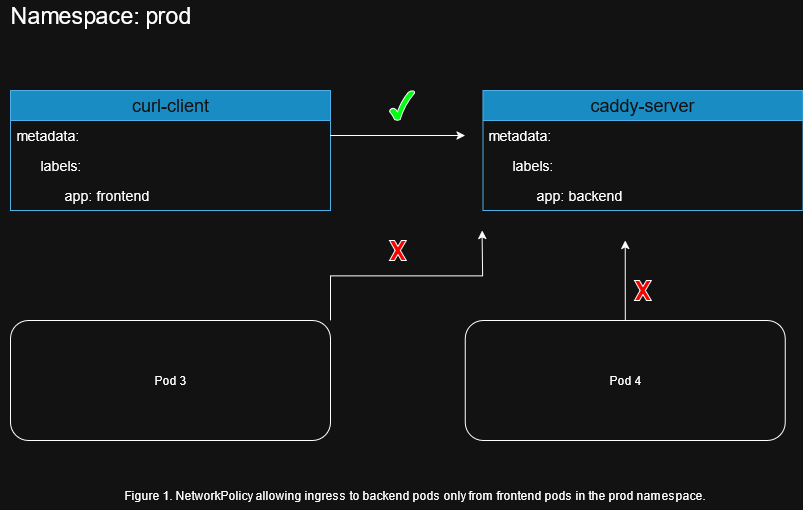 Namespace: prod
curl-client
metadata:
labels:
app: frontend
caddy-server
metadata:
labels:
app: backend
X
X
Pod 3
Pod 4
Figure 1. NetworkPolicy allowing ingress to backend pods only from frontend pods in the prod namespace.